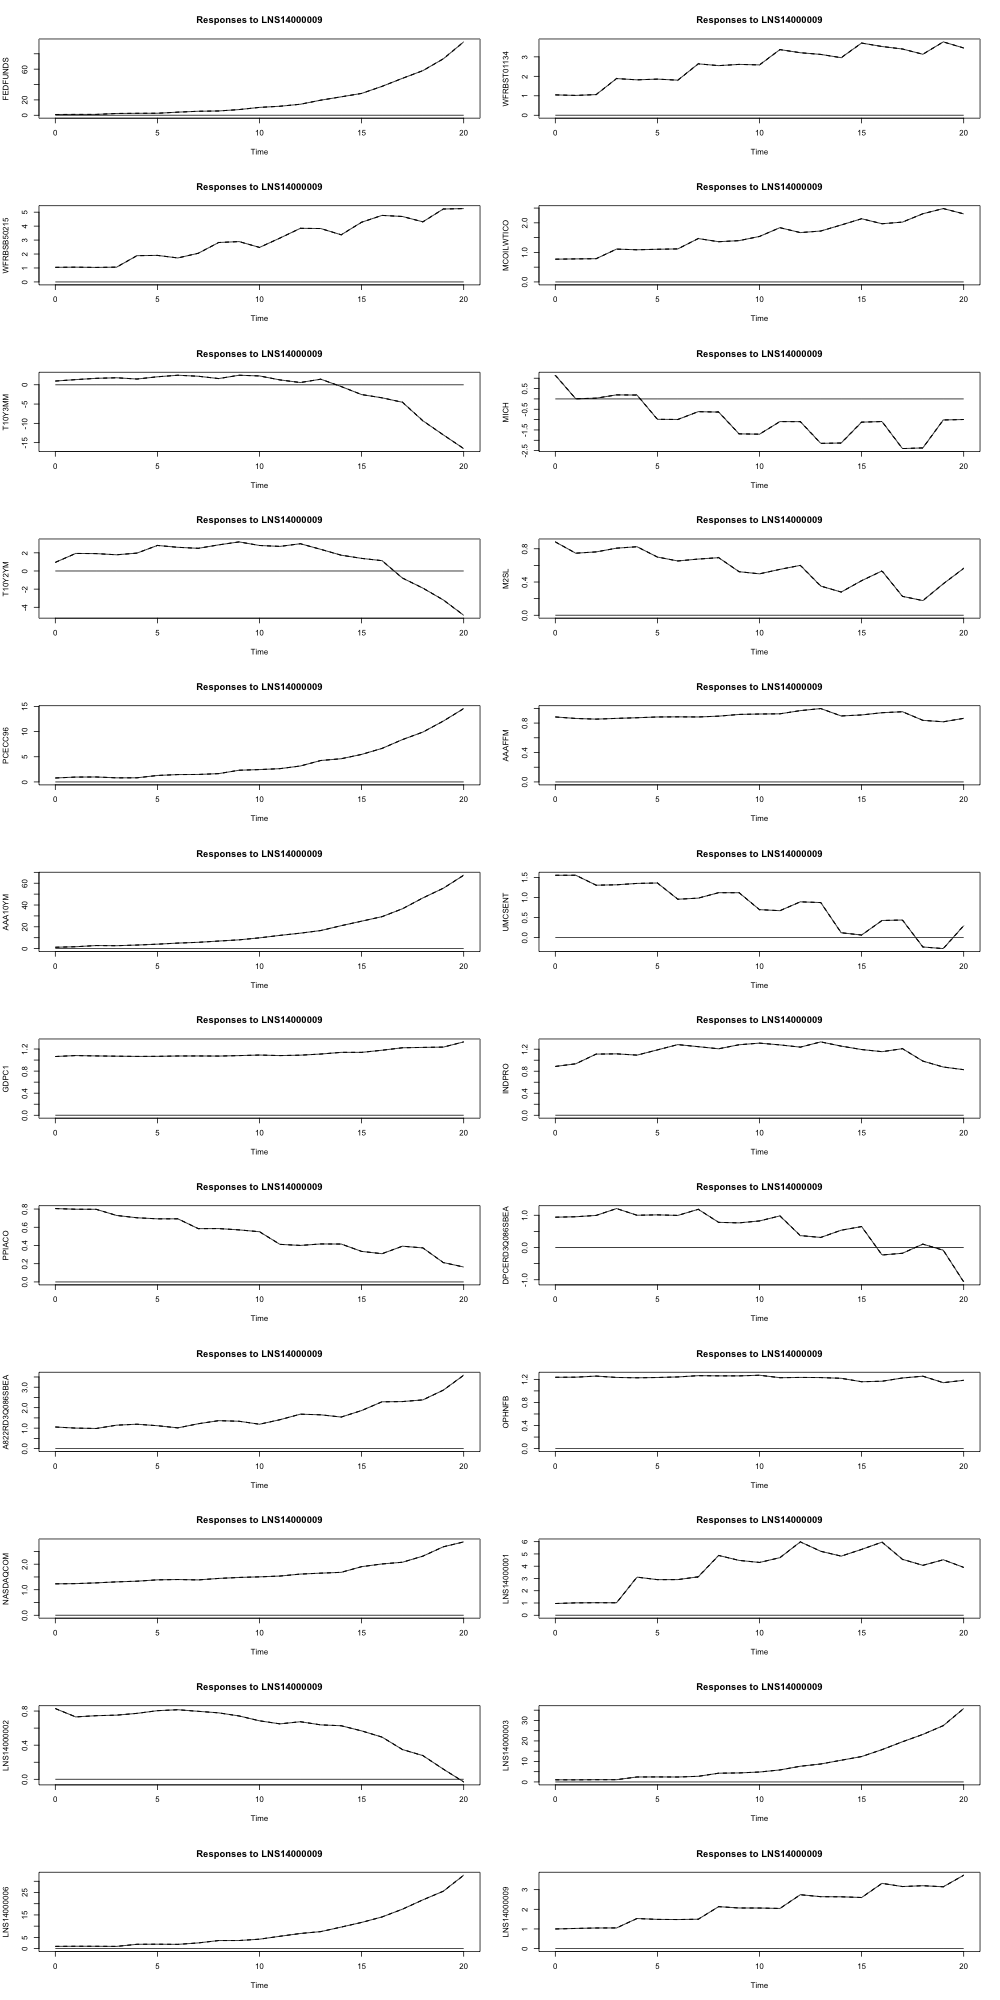 Responses to LNS14000009
FEDFUNDS
20 60
0
0 5 10 15 20
Time
Responses to LNS14000009
WFRBST01134
0 1 2 3
0 5 10 15 20
Time
Responses to LNS14000009
WFRBSB50215
0 1 2 3 4 5
0 5 10 15 20
Time
Responses to LNS14000009
MCOILWTICO
0.0 1.0 2.0
0 5 10 15 20
Time
Responses to LNS14000009
T10Y3MM
-15 -10 -5 0
0 5 10 15 20
Time
Responses to LNS14000009
MICH
-2.5 -1.5 -0.5 0.5
0 5 10 15 20
Time
Responses to LNS14000009
T10Y2YM
-4 -2 0 2
0 5 10 15 20
Time
Responses to LNS14000009
M2SL
0.0 0.4 0.8
0 5 10 15 20
Time
Responses to LNS14000009
PCECC96
0 5 10 15
0 5 10 15 20
Time
Responses to LNS14000009
AAAFFM
0.0 0.4 0.8
0 5 10 15 20
Time
Responses to LNS14000009
AAA10YM
0 20 40 60
0 5 10 15 20
Time
Responses to LNS14000009
UMCSENT
0.0 0.5 1.0 1.5
0 5 10 15 20
Time
Responses to LNS14000009
GDPC1
0.0 0.4 0.8 1.2
0 5 10 15 20
Time
Responses to LNS14000009
INDPRO
0.0 0.4 0.8 1.2
0 5 10 15 20
Time
Responses to LNS14000009
PPIACO
0.0 0.2 0.4 0.6 0.8
0 5 10 15 20
Time
Responses to LNS14000009
DPCERD3Q086SBEA
-1.0 0.0 1.0
0 5 10 15 20
Time
Responses to LNS14000009
A822RD3Q086SBEA
0.0 1.0 2.0 3.0
0 5 10 15 20
Time
Responses to LNS14000009
OPHNFB
0.0 0.4 0.8 1.2
0 5 10 15 20
Time
Responses to LNS14000009
NASDAQCOM
0.0 1.0 2.0
0 5 10 15 20
Time
Responses to LNS14000009
LNS14000001
0 1 2 3 4 5 6
0 5 10 15 20
Time
Responses to LNS14000009
LNS14000002
0.0 0.4 0.8
0 5 10 15 20
Time
Responses to LNS14000009
LNS14000003
0 10 20 30
0 5 10 15 20
Time
Responses to LNS14000009
LNS14000006
0 5 15 25
0 5 10 15 20
Time
Responses to LNS14000009
LNS14000009
0 1 2 3
0 5 10 15 20
Time